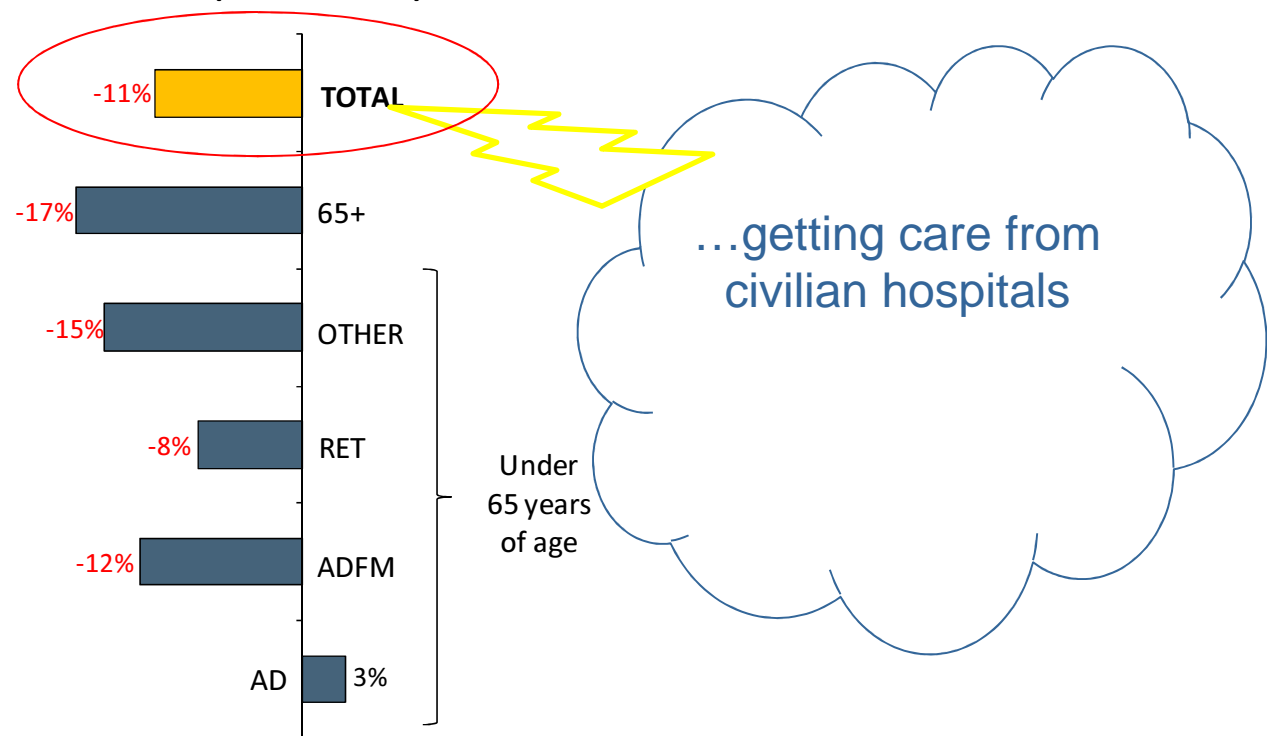 -11% TOTAL
-17% 65+
-15% OTHER
-8% RET
-12% ADFM
AD 3%
Under
65 years
of age
…getting care from
civilian hospitals